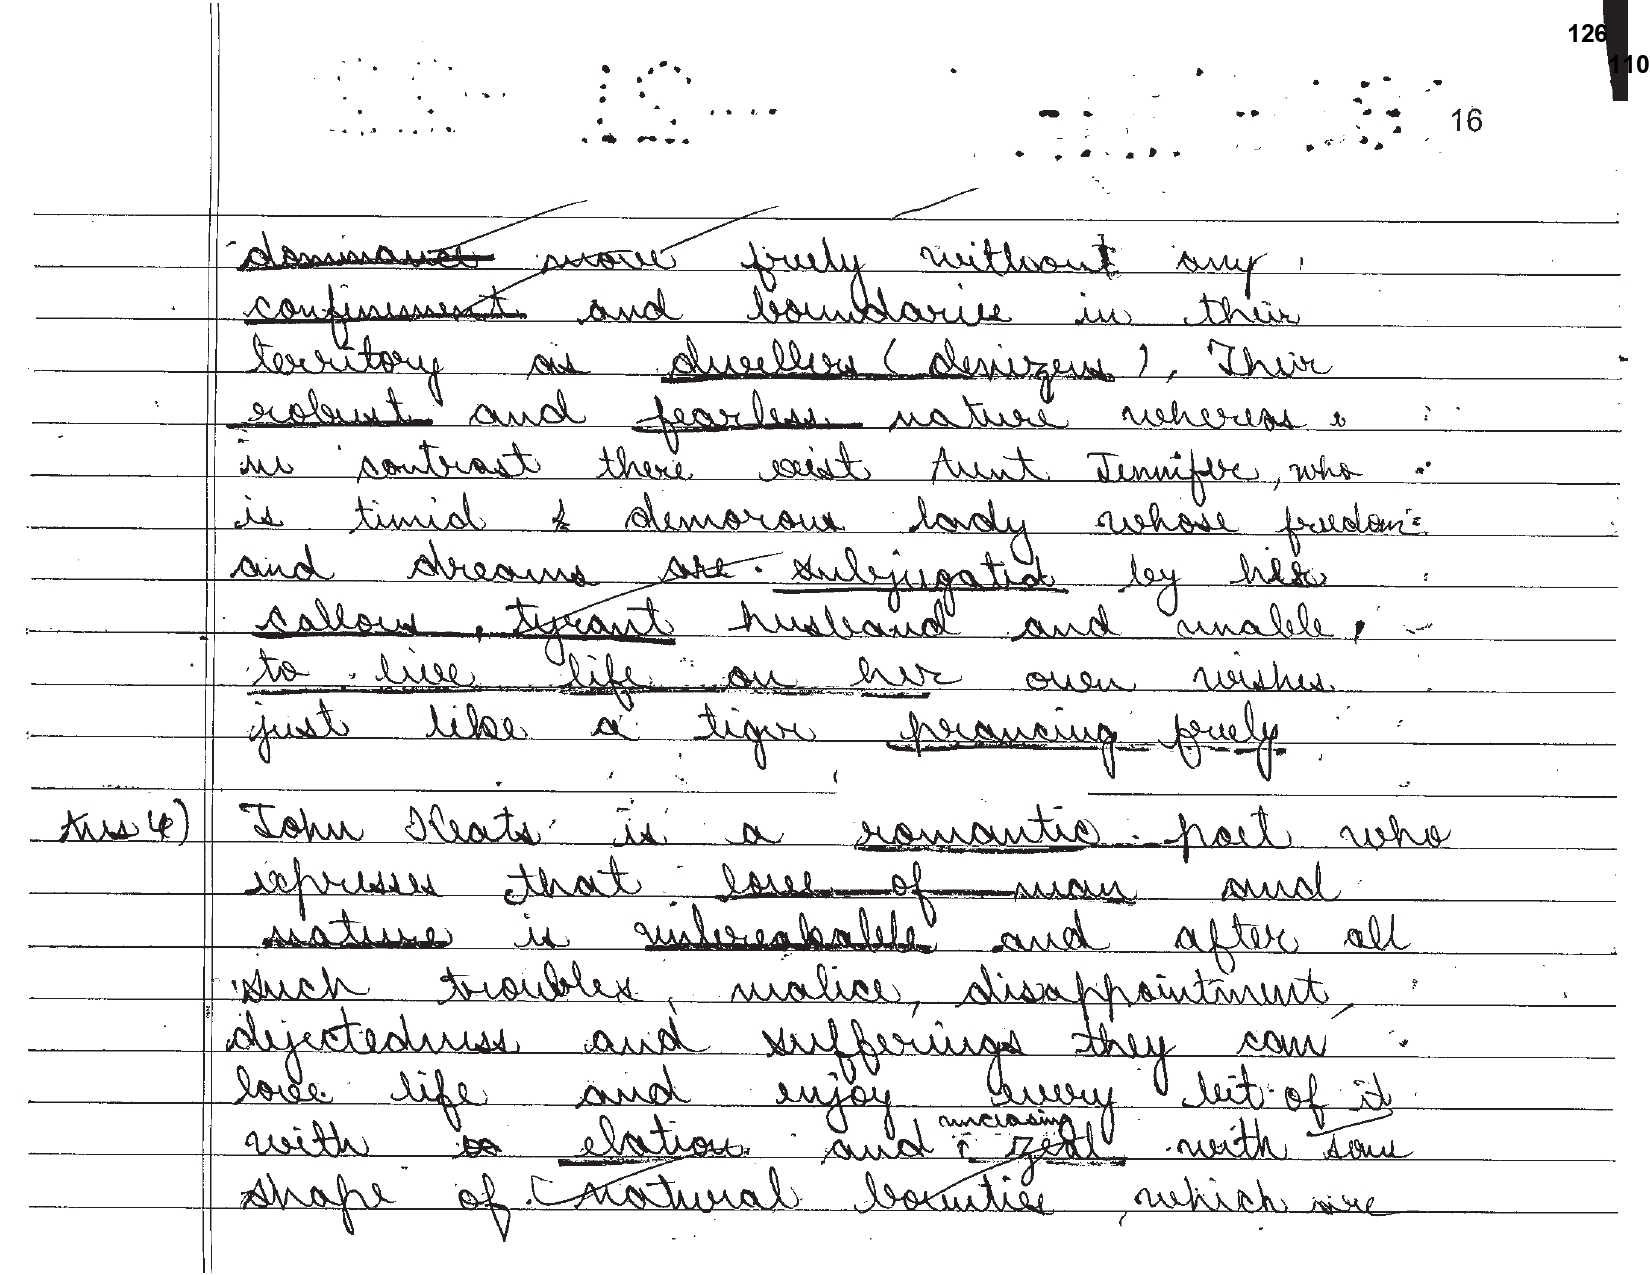 126
110
16
dominance move freely without any
confinement and boundaries in their
territory as dwellers (denizens). Their
robust and fearless nature whereas
in contrast there exist Aunt Jennifer, who
is timid & demorous lady whose freedom
and dreams are subjugated by her
callous, tyrant husband and unable,
to live life on her own wishes
just like a tiger prancing freely
Ans 4) John Keats is a romantic poet who
expresses that love of man and
nature is unbreakable and after all
such troubles, malice, disappointment,
dejectedness and sufferings they can
love life and enjoy every bit of it
unceasing
with elation and zeal with some
shape of (natural bounties, which are